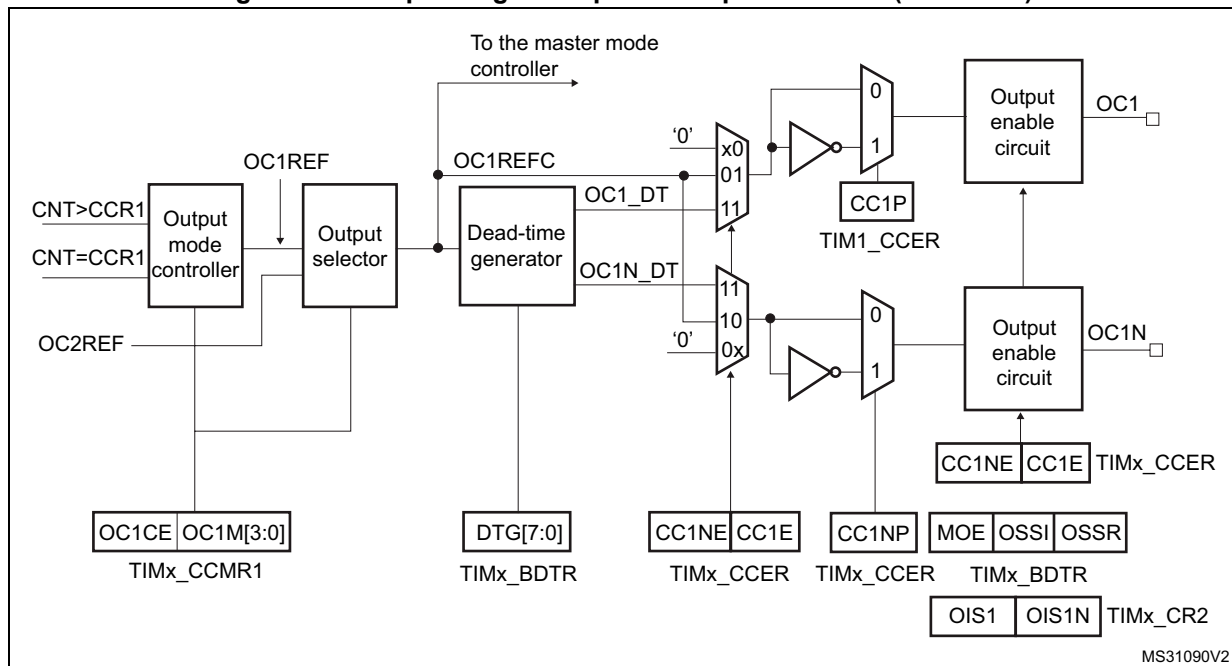 To the master mode
controller
OC1REF
OC1REFC
'0'
x0
01
11
OC1_DT
CNT>CCR1
CNT=CCR1
Output
mode
controller
Output
selector
Dead-time
generator
OC1N_DT
OC2REF
11
10
'0'
0x
0
1
CC1P
TIM1_CCER
0
1
Output
enable
circuit
OC1
Output
enable
circuit
OC1N
CC1NE CC1E TIMx_CCER
OC1CE OC1M[3:0]
TIMx_CCMR1
DTG[7:0]
TIMx_BDTR
CC1NE CC1E
TIMx_CCER
CC1NP
TIMx_CCER
MOE OSSI OSSR
TIMx_BDTR
OIS1 OIS1N TIMx_CR2
MS31090V2